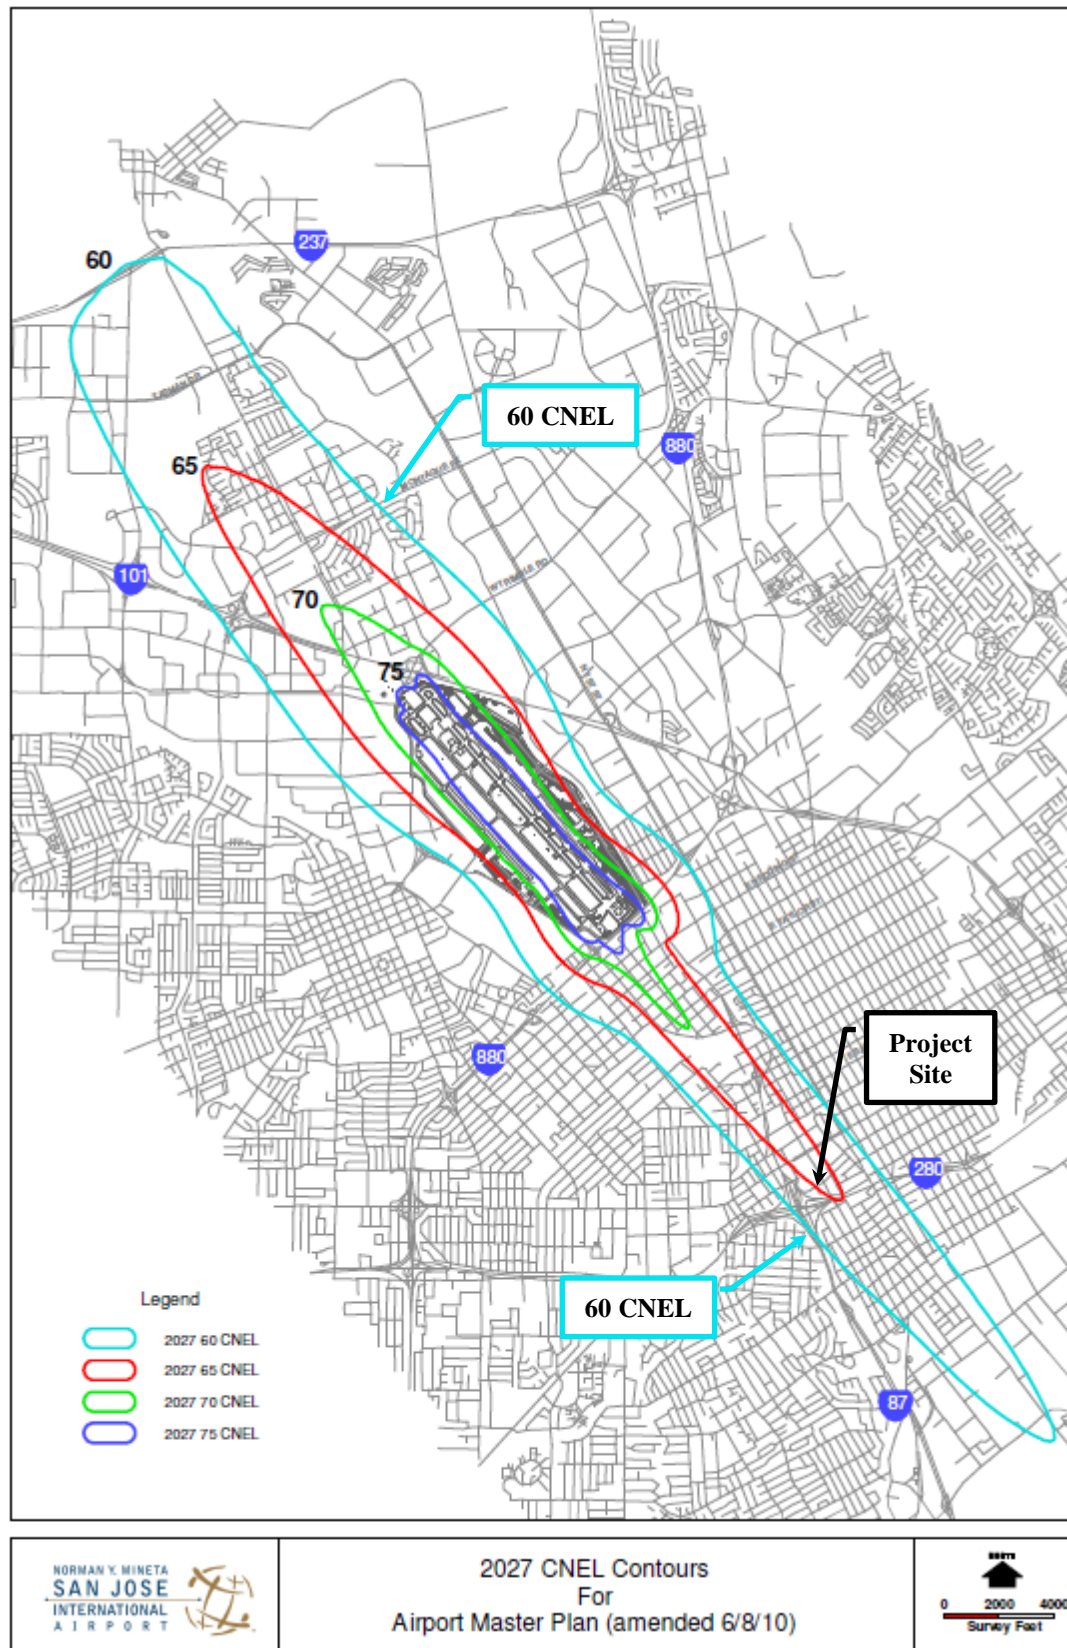 237
60
60 CNEL
880
65
101
70
75
Project
Site
880
280
60 CNEL
87
Legend
2027 60 CNEL
2027 65 CNEL
2027 70 CNEL
2027 75 CNEL
NORMAN Y. MINETA
SAN JOSE
INTERNATIONAL
AIRPORT
2027 CNEL Contours
For
Airport Master Plan (amended 6/8/10)
0 2000 4000
Survey Feet